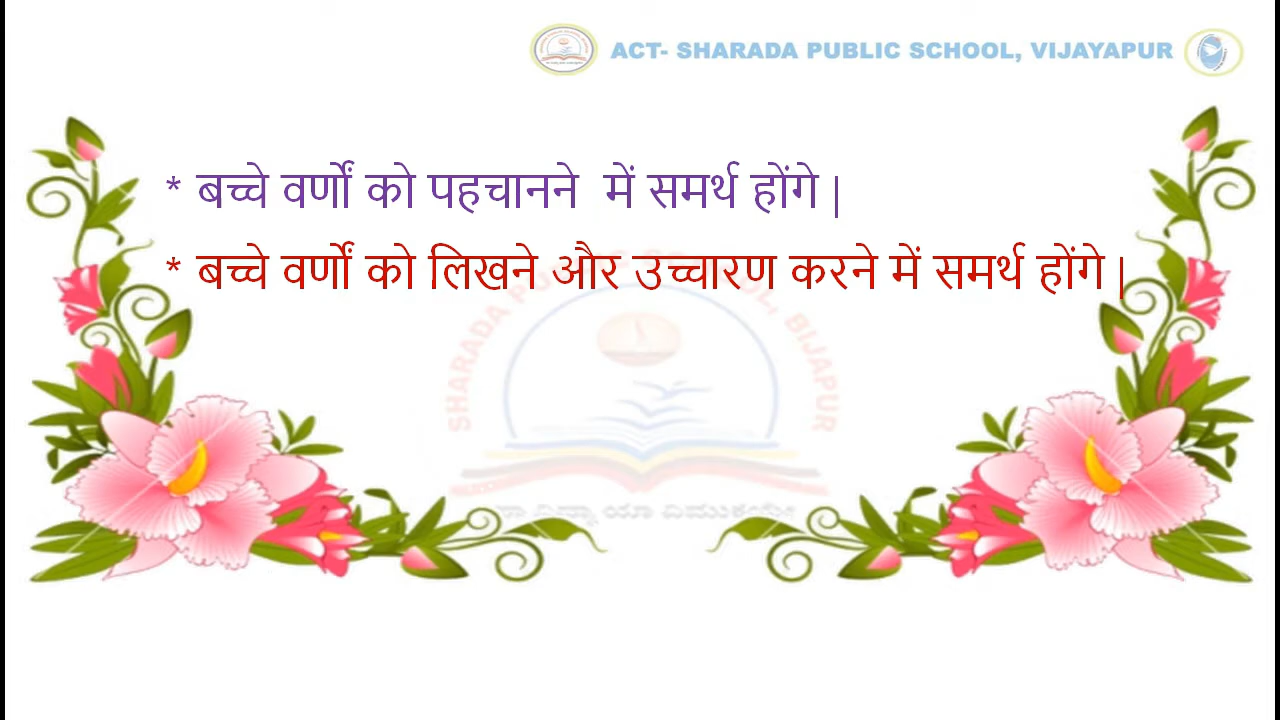 ACT- SHARADA PUBLIC SCHOOL, VIJAYAPUR
* बच्चे वर्णों को पहचानने में समर्थ होंगे |
* बच्चे वर्णों को लिखने और उच्चारण करने में समर्थ होंगे |
SHARADA PUBLIC SCHOOL, BIJAPUR
ಸಾ ವಿದ್ಯಾ ಯಾ ವಿಮುಕ್ತಯೇ